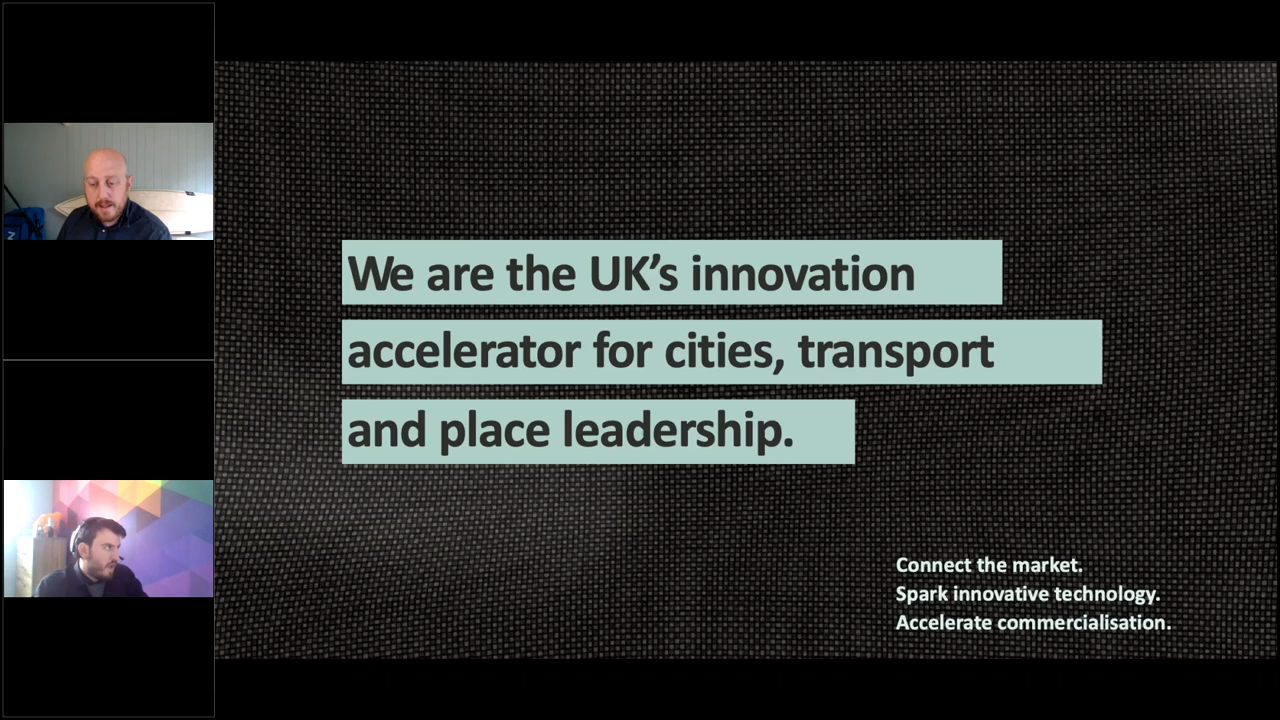 We are the UK’s innovation
accelerator for cities, transport
and place leadership.
Connect the market.
Spark innovative technology.
Accelerate commercialisation.